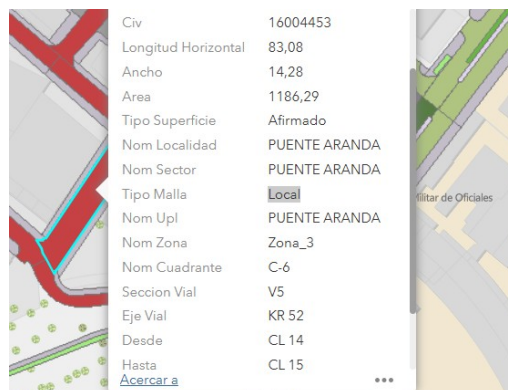 Civ 16004453
Longitud Horizontal 83,08
Ancho 14,28
Area 1186,29
Tipo Superficie Afirmado
Nom Localidad PUENTE ARANDA
Nom Sector PUENTE ARANDA
Tipo Malla Local
Nom Upl PUENTE ARANDA
Nom Zona Zona_3
Nom Cuadrante C-6
Seccion Vial V5
Eje Vial KR 52
Desde CL 14
Hasta CL 15
Acercar a
ilitar de Oficiales